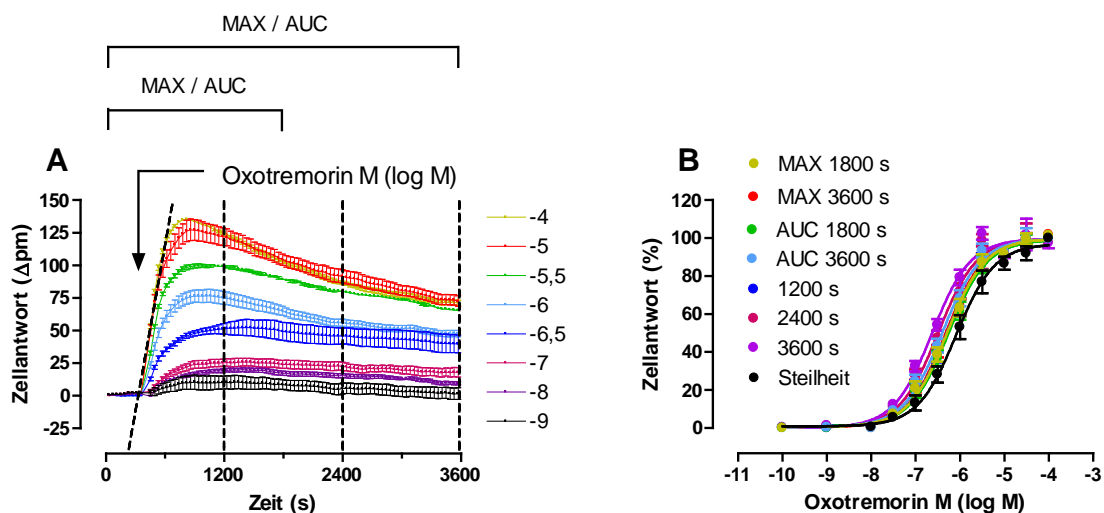 MAX / AUC
MAX / AUC
A
Oxotremorin M (log M)
Zellantwort (Δpm)
150
125
100
75
50
25
0
-25
0
1200
2400
3600
Zeit (s)
-4
-5
-5,5
-6
-6,5
-7
-8
-9
B
MAX 1800 s
MAX 3600 s
AUC 1800 s
AUC 3600 s
1200 s
2400 s
3600 s
Steilheit
Zellantwort (%)
120
100
80
60
40
20
0
-11
-10
-9
-8
-7
-6
-5
-4
-3
Oxotremorin M (log M)